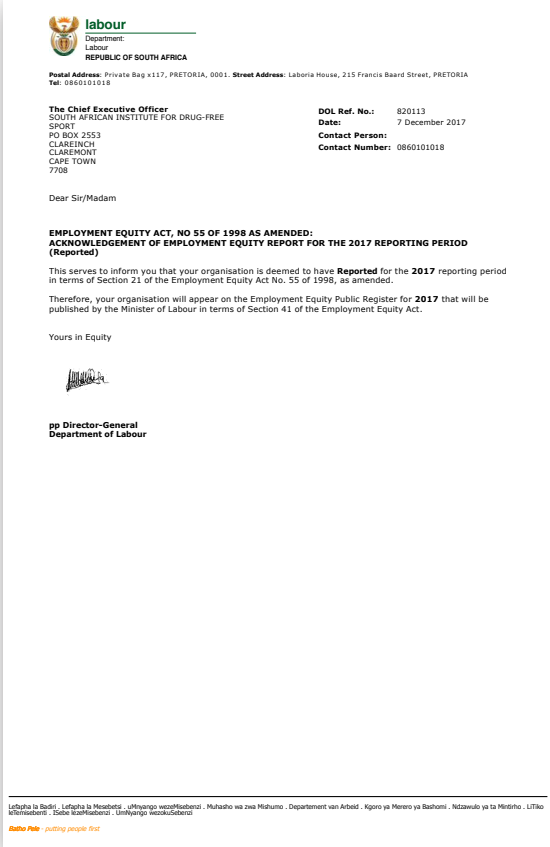 labour
Department:
Labour
REPUBLIC OF SOUTH AFRICA
Postal Address: Private Bag x117, PRETORIA, 0001. Street Address: Laboria House, 215 Francis Baard Street, PRETORIA
Tel: 0860101018
The Chief Executive Officer
SOUTH AFRICAN INSTITUTE FOR DRUG-FREE
SPORT
PO BOX 2553
CLAREINCH
CLAREMONT
CAPE TOWN
7708
DOL Ref. No.: 820113
Date: 7 December 2017
Contact Person:
Contact Number: 0860101018
Dear Sir/Madam
EMPLOYMENT EQUITY ACT, NO 55 OF 1998 AS AMENDED:
ACKNOWLEDGEMENT OF EMPLOYMENT EQUITY REPORT FOR THE 2017 REPORTING PERIOD
(Reported)
This serves to inform you that your organisation is deemed to have Reported for the 2017 reporting period
in terms of Section 21 of the Employment Equity Act No. 55 of 1998, as amended.
Therefore, your organisation will appear on the Employment Equity Public Register for 2017 that will be
published by the Minister of Labour in terms of Section 41 of the Employment Equity Act.
Yours in Equity
pp Director-General
Department of Labour
Lefapha la Badiri . Lefapha la Mesebetsi . uMnyango wezeMisebenzi . Muhasho wa zwa Mishumo . Departement van Arbeid . Kgoro ya Merero ya Bashomi . Ndzawulo ya ta Mintirho . LiTiko
leTemisebenti . ISebe lezeMisebenzi . UmNyango wezokuSebenzi
Batho Pele - putting people first